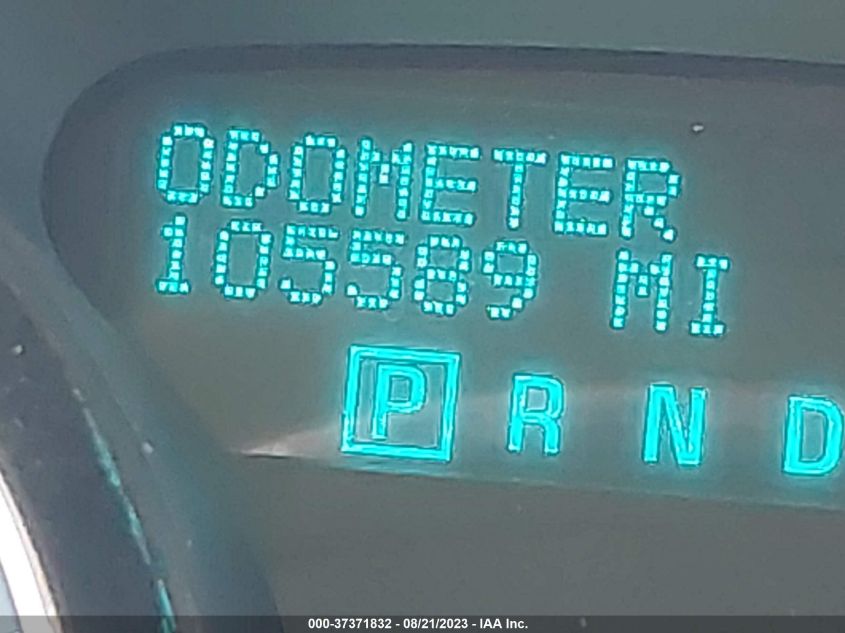 ODOMETER
105589 MI
P R N D
000-37371832 - 08/21/2023 - IAA Inc.